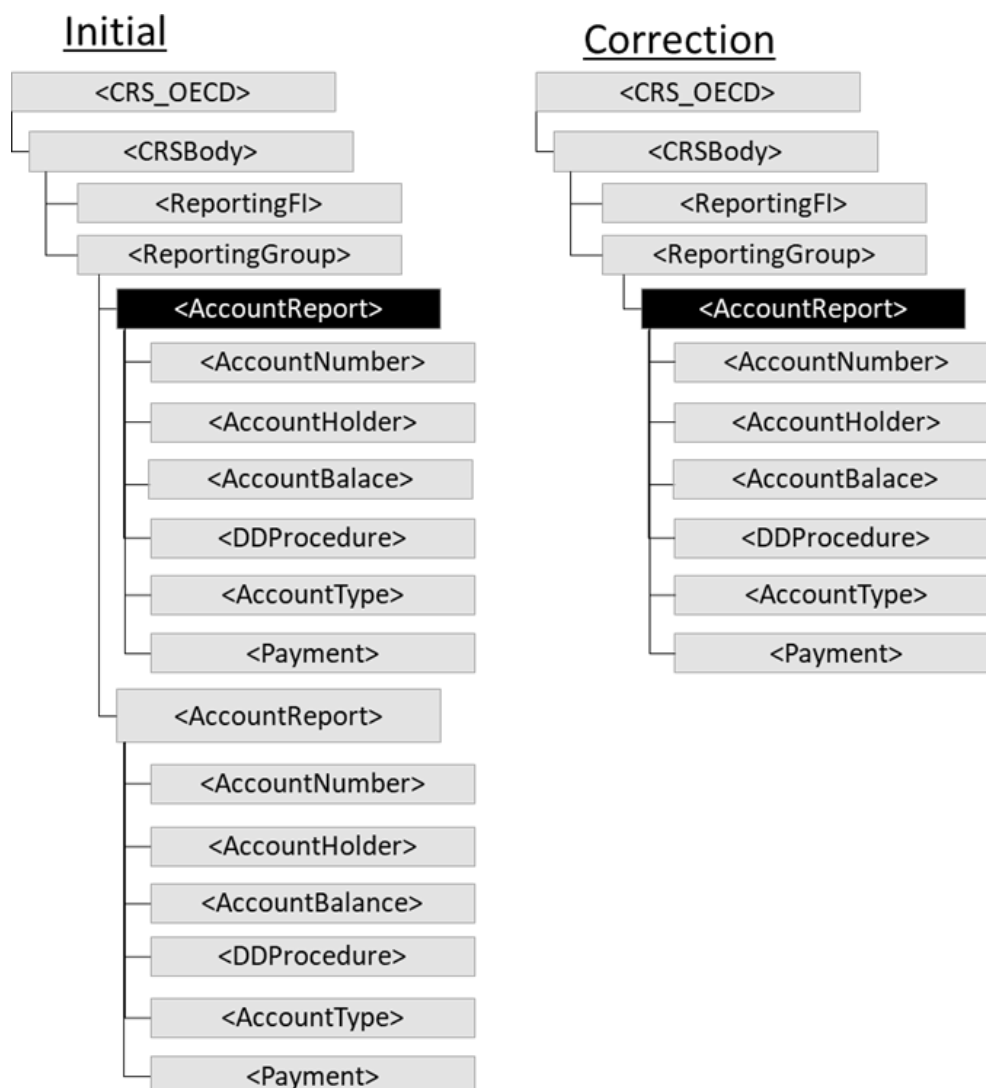 Initial
<CRS_OECD>
<CRSBody>
<ReportingFI>
<ReportingGroup>
<AccountReport>
<AccountNumber>
<AccountHolder>
<AccountBalace>
<DDProcedure>
<AccountType>
<Payment>
<AccountReport>
<AccountNumber>
<AccountHolder>
<AccountBalance>
<DDProcedure>
<AccountType>
<Payment>
Correction
<CRS_OECD>
<CRSBody>
<ReportingFI>
<ReportingGroup>
<AccountReport>
<AccountNumber>
<AccountHolder>
<AccountBalace>
<DDProcedure>
<AccountType>
<Payment>